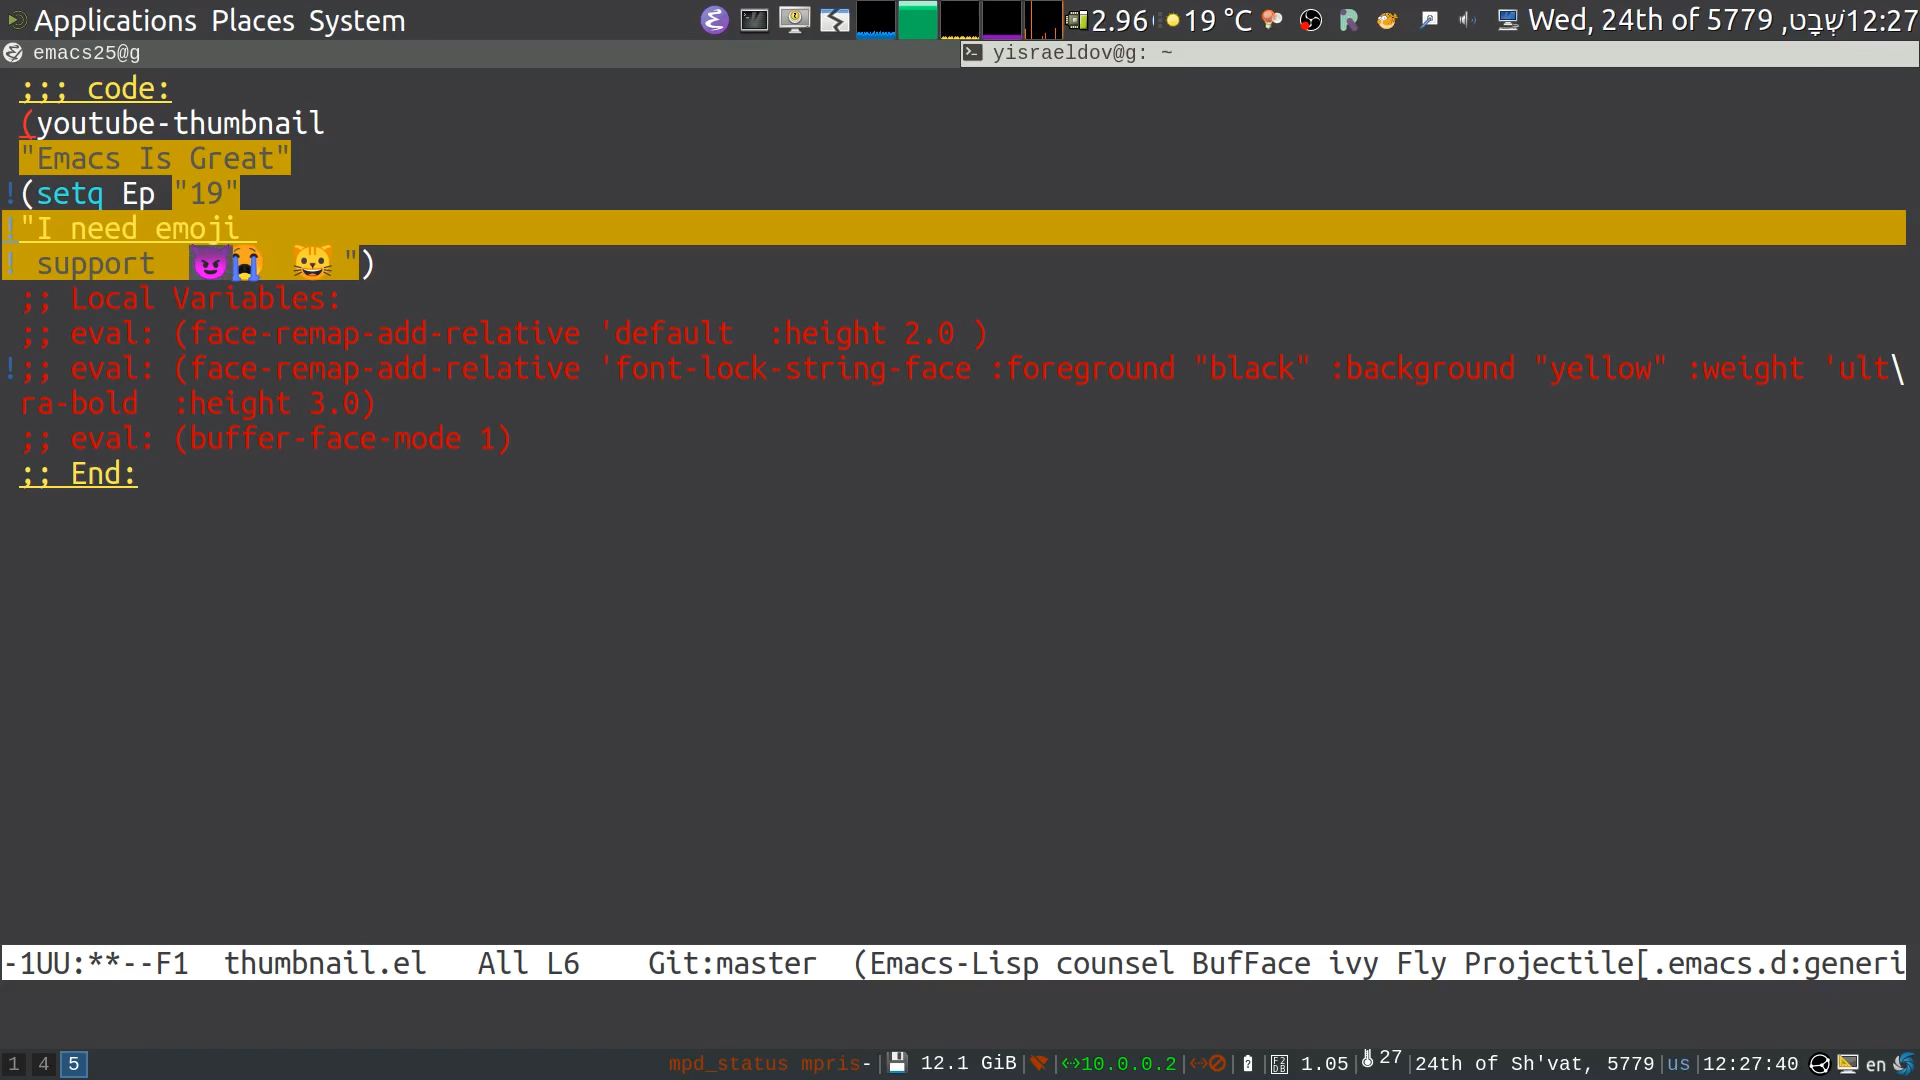 Applications Places System 2.96 19 °C Wed, 24th of שְׁבָט, 5779 12:27
emacs25@g yisraeldov@g: ~
;;; code:
(youtube-thumbnail
"Emacs Is Great"
!(setq Ep "19"
!"I need emoji
! support 😈😭 😺 ")
;; Local Variables:
;; eval: (face-remap-add-relative 'default :height 2.0 )
!;; eval: (face-remap-add-relative 'font-lock-string-face :foreground "black" :background "yellow" :weight 'ult\
ra-bold :height 3.0)
;; eval: (buffer-face-mode 1)
;; End:
-1UU:**--F1 thumbnail.el All L6 Git:master (Emacs-Lisp counsel BufFace ivy Fly Projectile[.emacs.d:generi
1 4 5 mpd_status mpris-| 12.1 GiB| |10.0.0.2| | | 1.05| 27 |24th of Sh'vat, 5779|us|12:27:40 en